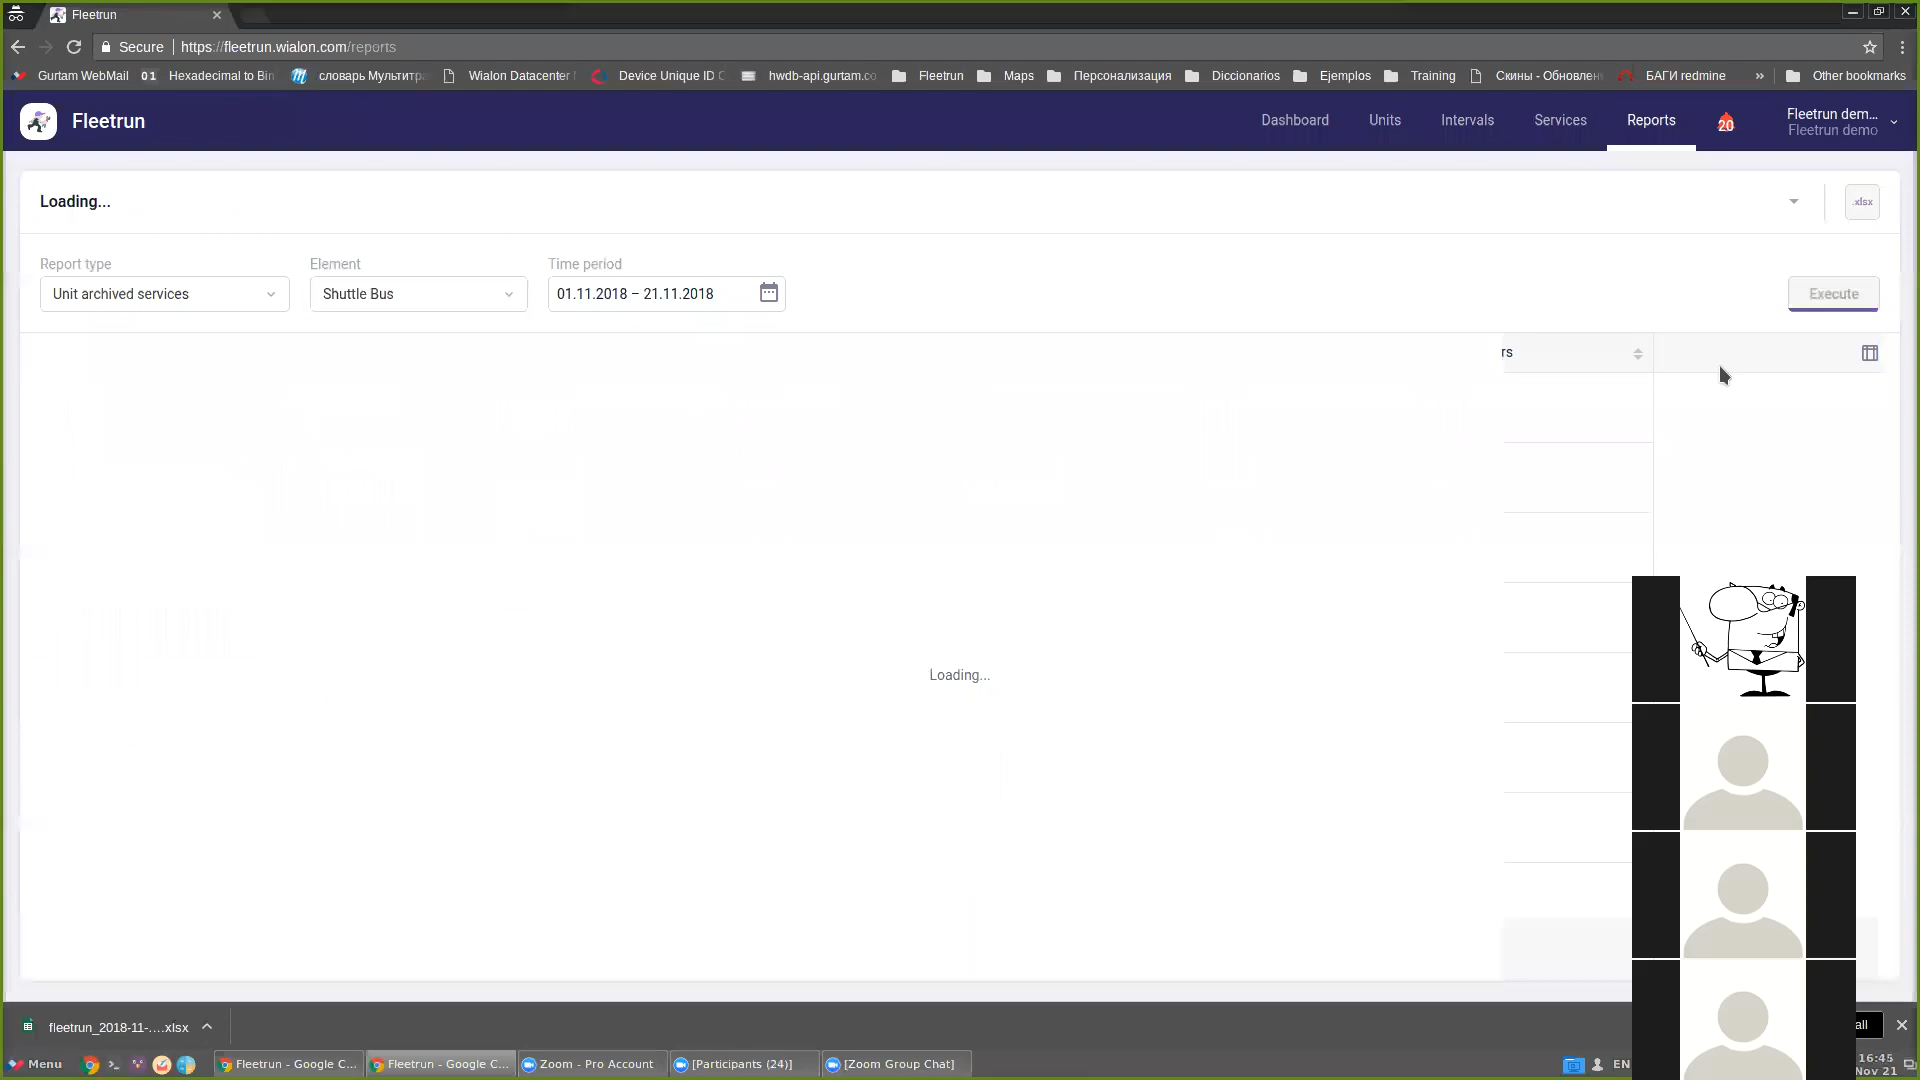 Fleetrun
Secure https://fleetrun.wialon.com/reports
Gurtam WebMail 01 Hexadecimal to Bin словарь Мультитра Wialon Datacenter Device Unique ID C hwdb-api.gurtam.co Fleetrun Maps Персонализация Diccionarios Ejemplos Training Скины - Обновлен БАГИ redmine » Other bookmarks
Fleetrun Dashboard Units Intervals Services Reports 20 Fleetrun dem...
Fleetrun demo
Loading... .xlsx
Report type Element Time period
Unit archived services Shuttle Bus 01.11.2018 – 21.11.2018 Execute
rs
Loading...
fleetrun_2018-11-....xlsx all
Menu Fleetrun - Google C... Fleetrun - Google C... Zoom - Pro Account [Participants (24)] [Zoom Group Chat] EN 16:45
Nov 21